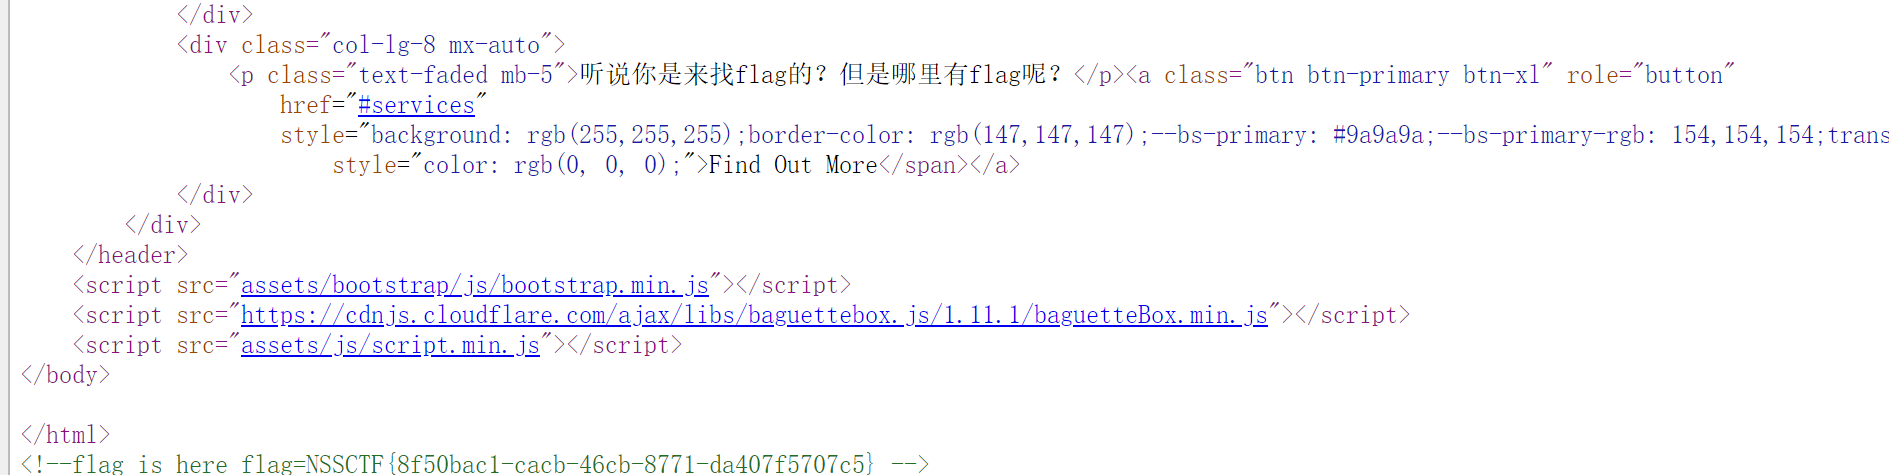 </div>
<div class="col-lg-8 mx-auto">
<p class="text-faded mb-5">听说你是来找flag的？但是哪里有flag呢？</p><a class="btn btn-primary btn-xl" role="button"
href="#services"
style="background: rgb(255,255,255);border-color: rgb(147,147,147);--bs-primary: #9a9a9a;--bs-primary-rgb: 154,154,154;trans
style="color: rgb(0, 0, 0);">Find Out More</span></a>
</div>
</div>
</header>
<script src="assets/bootstrap/js/bootstrap.min.js"></script>
<script src="https://cdnjs.cloudflare.com/ajax/libs/baguettebox.js/1.11.1/baguetteBox.min.js"></script>
<script src="assets/js/script.min.js"></script>
</body>
</html>
<!--flag is here flag=NSSCTF{8f50bac1-cacb-46cb-8771-da407f5707c5} -->